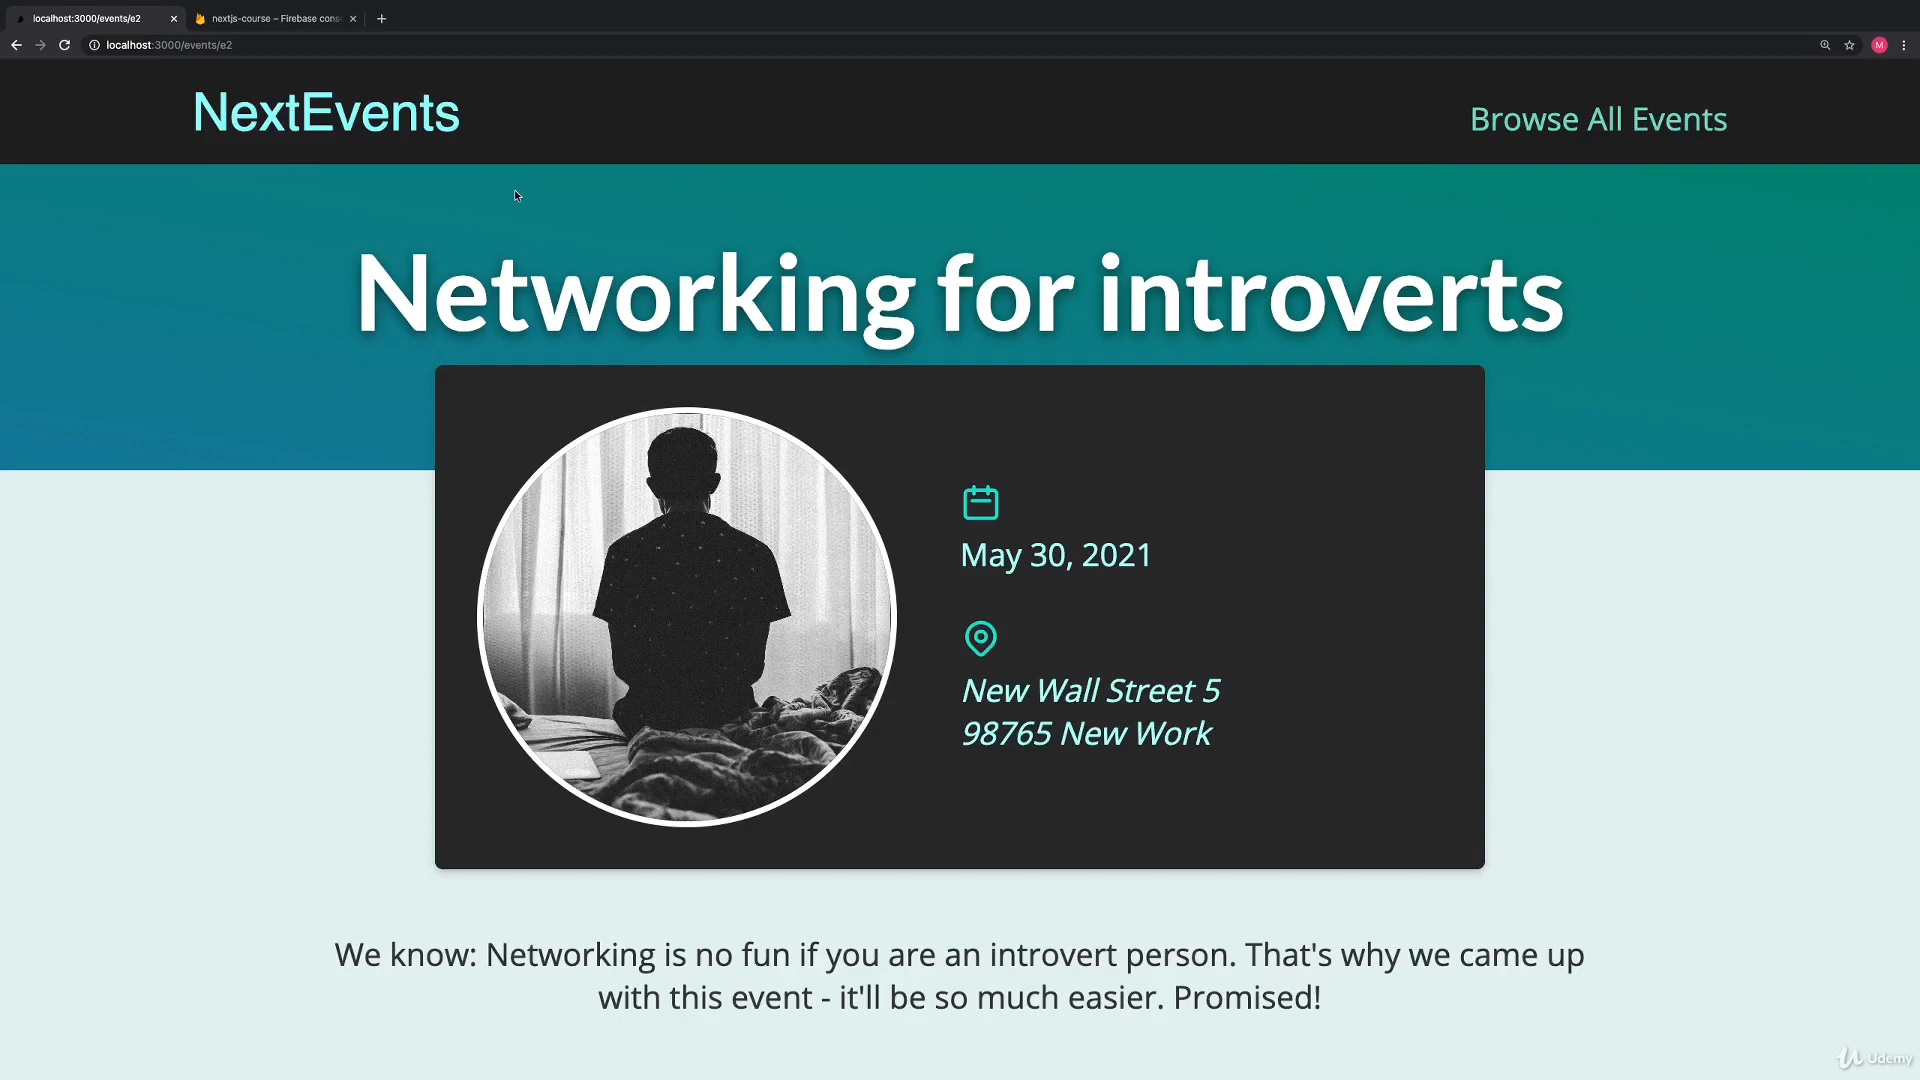 localhost:3000/events/e2
nextjs-course – Firebase cons
localhost:3000/events/e2
M
NextEvents
Browse All Events
Networking for introverts
May 30, 2021
New Wall Street 5
98765 New Work
We know: Networking is no fun if you are an introvert person. That's why we came up
with this event - it'll be so much easier. Promised!
Udemy